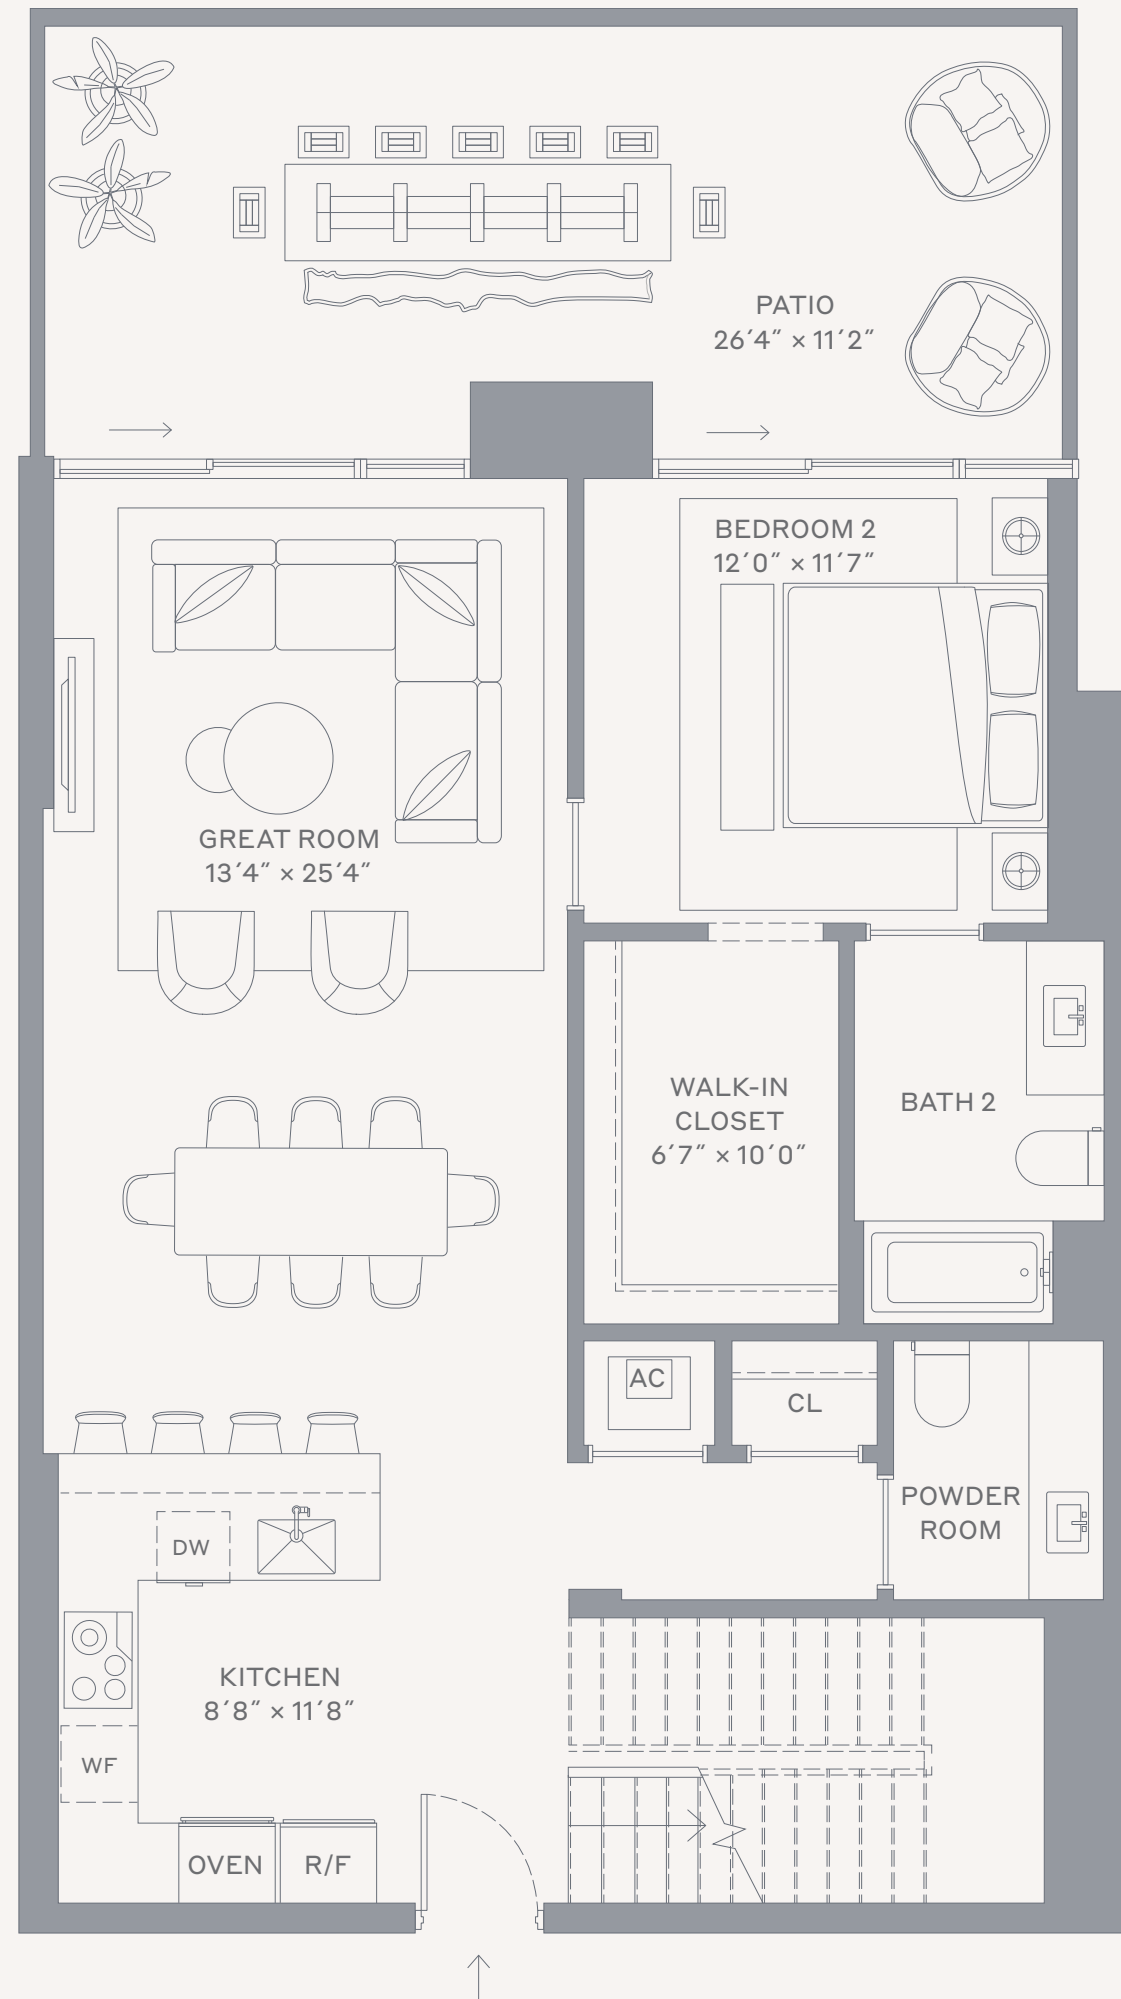 PATIO
26′4″ × 11′2″
BEDROOM 2
12′0″ × 11′7″
GREAT ROOM
13′4″ × 25′4″
WALK-IN
CLOSET
6′7″ × 10′0″
BATH 2
AC
CL
POWDER
ROOM
DW
KITCHEN
8′8″ × 11′8″
WF
OVEN
R/F